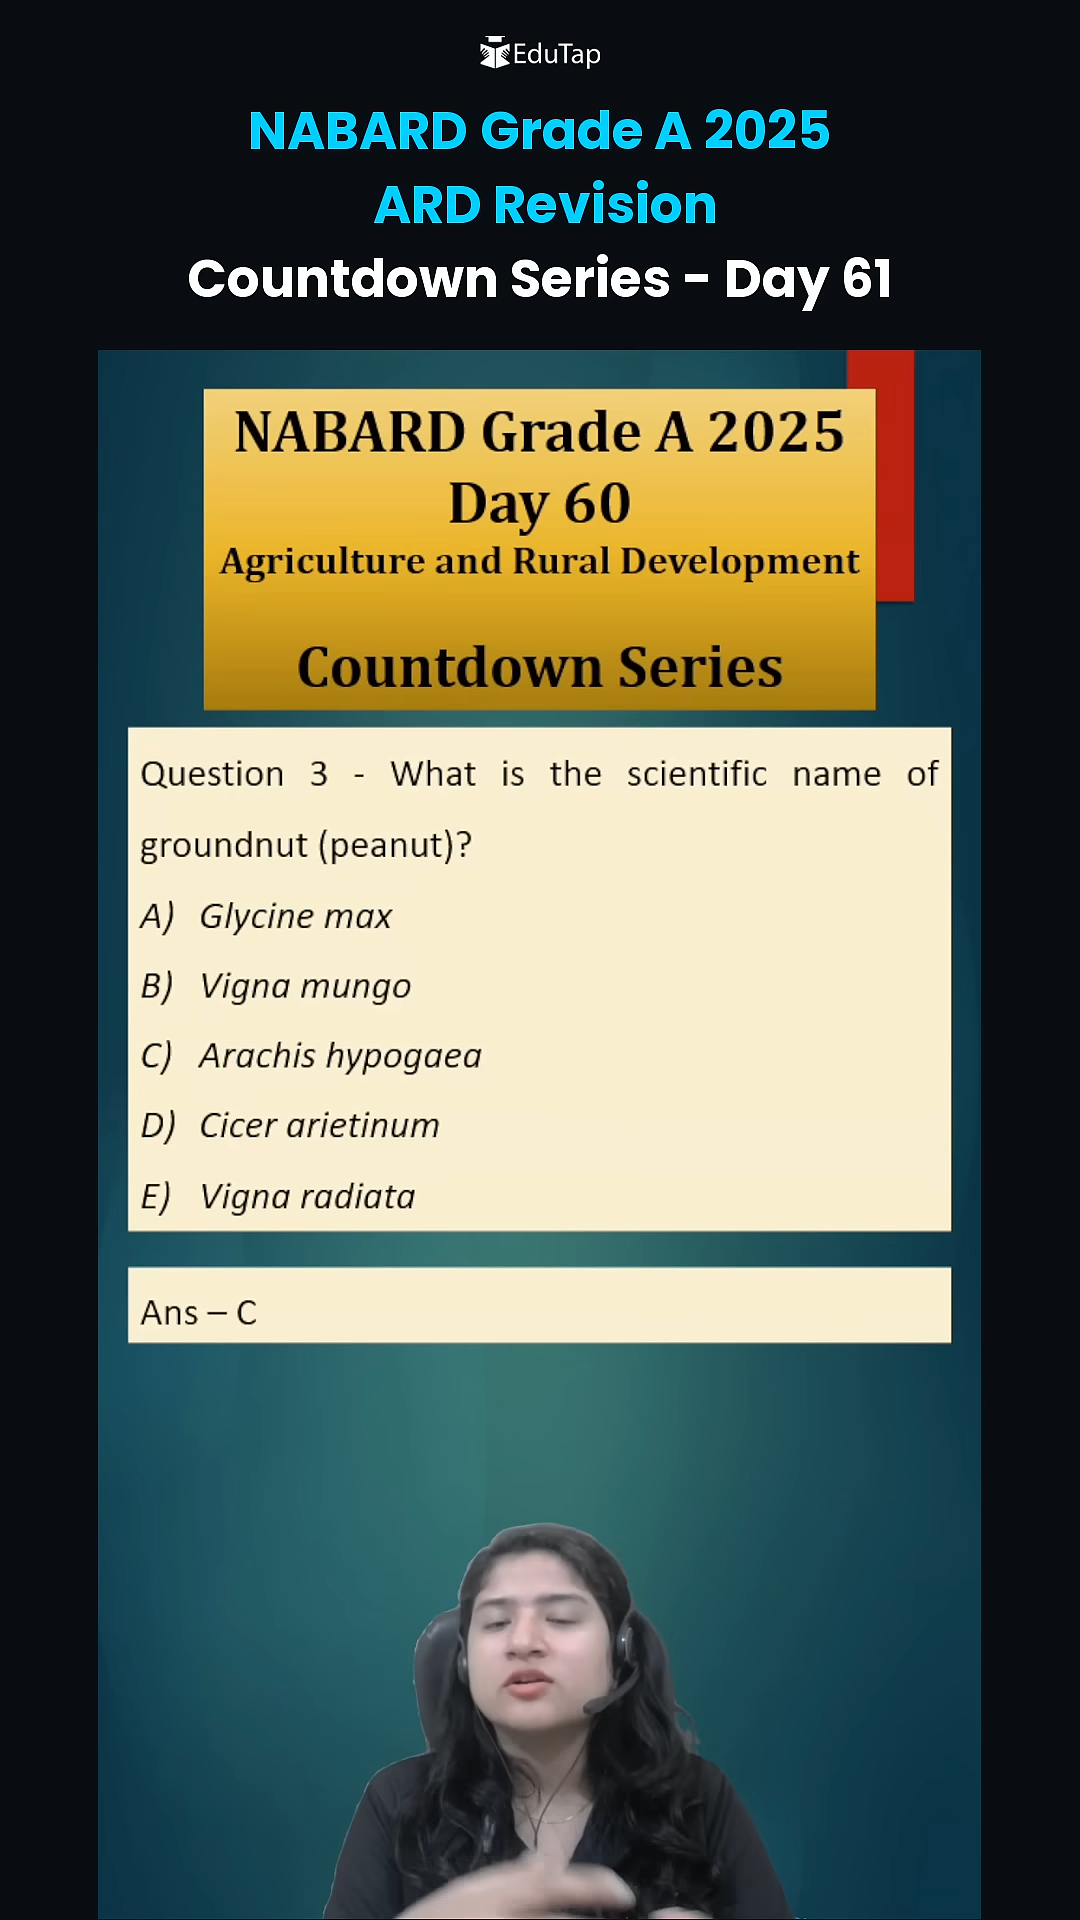 EduTap
NABARD Grade A 2025
ARD Revision
Countdown Series - Day 61
NABARD Grade A 2025
Day 60
Agriculture and Rural Development
Countdown Series
Question 3 - What is the scientific name of
groundnut (peanut)?
A) Glycine max
B) Vigna mungo
C) Arachis hypogaea
D) Cicer arietinum
E) Vigna radiata
Ans – C